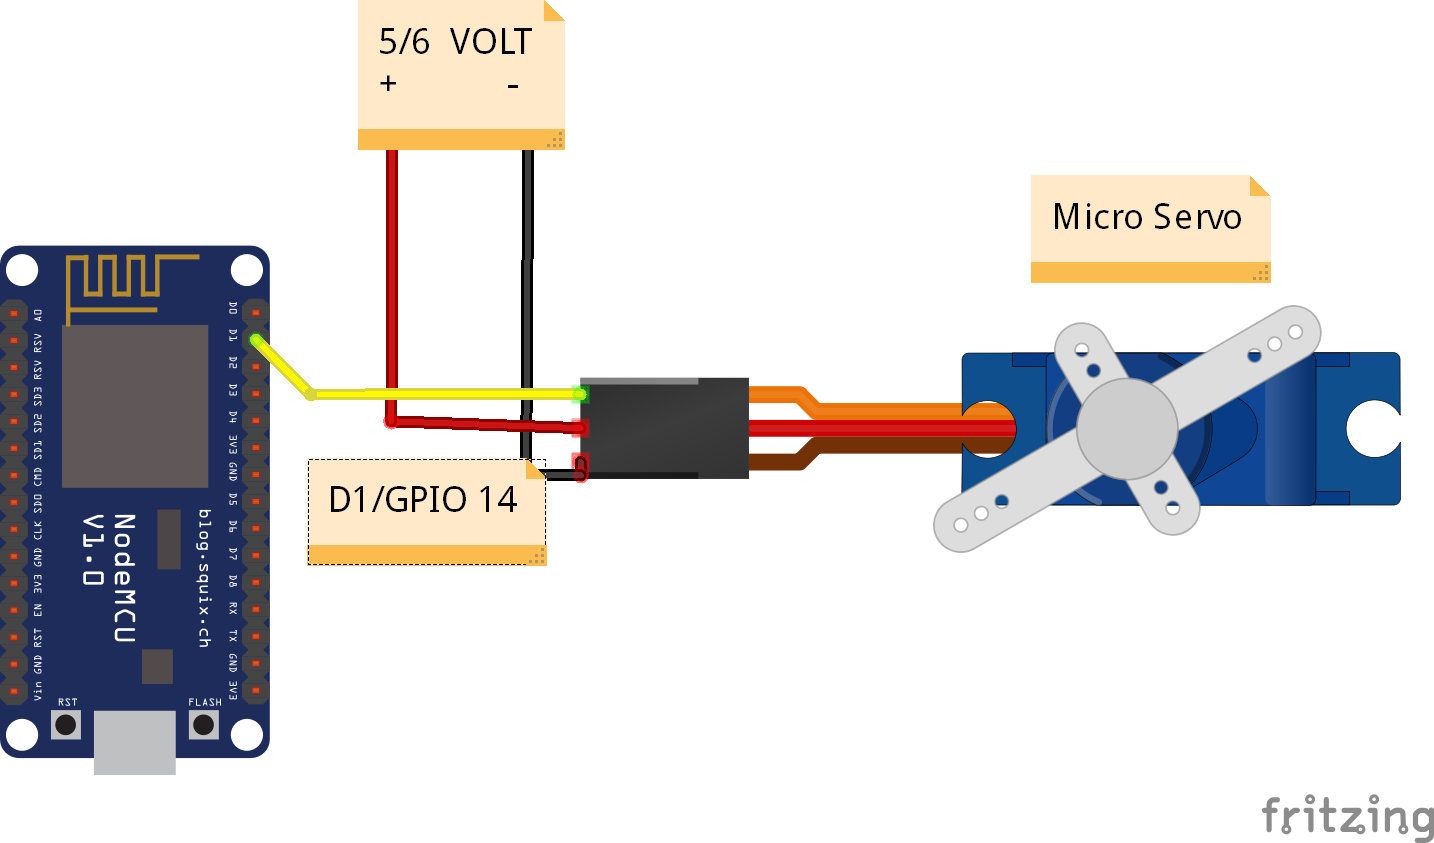 5/6 VOLT
+ -
Micro Servo
D1/GPIO 14
A0
RSV
RSV
SD3
SD2
SD1
CMD
SD0
CLK
GND
3V3
EN
RST
GND
Vin
D0
D1
D2
D3
D4
3V3
GND
D5
D6
D7
D8
RX
TX
GND
3V3
NodeMCU
V1.0
blog.squix.ch
RST
FLASH
fritzing